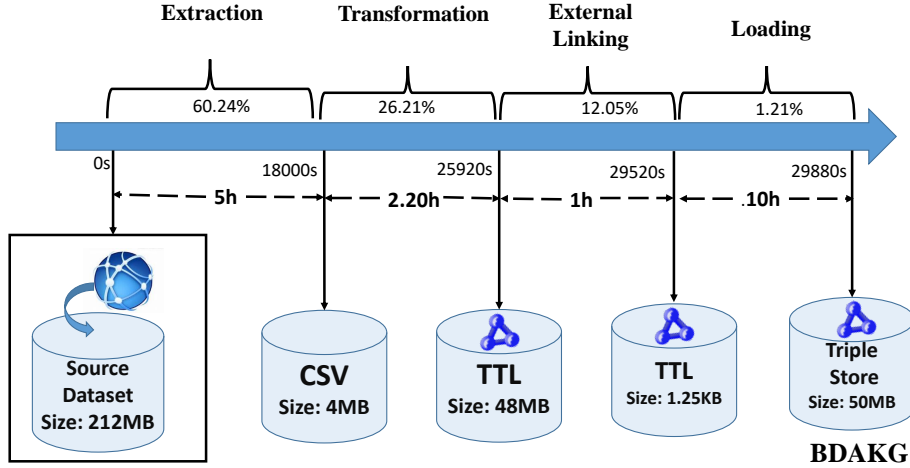 Extraction
Transformation
External
Linking
Loading
60.24%
26.21%
12.05%
1.21%
0s
18000s
25920s
29520s
29880s
5h
2.20h
1h
.10h
Source
Dataset
Size: 212MB
CSV
Size: 4MB
TTL
Size: 48MB
TTL
Size: 1.25KB
Triple
Store
Size: 50MB
BDAKG